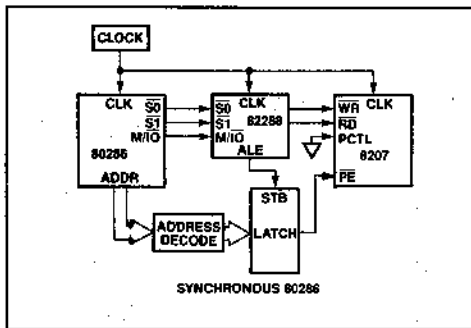 CLOCK
CLK
S0
S1
M/IO
80286
ADDR
CLK
S0
S1
M/IO
82288
ALE
CLK
WR
RD
PCTL
8207
PE
STB
LATCH
ADDRESS
DECODE
SYNCHRONOUS 80286